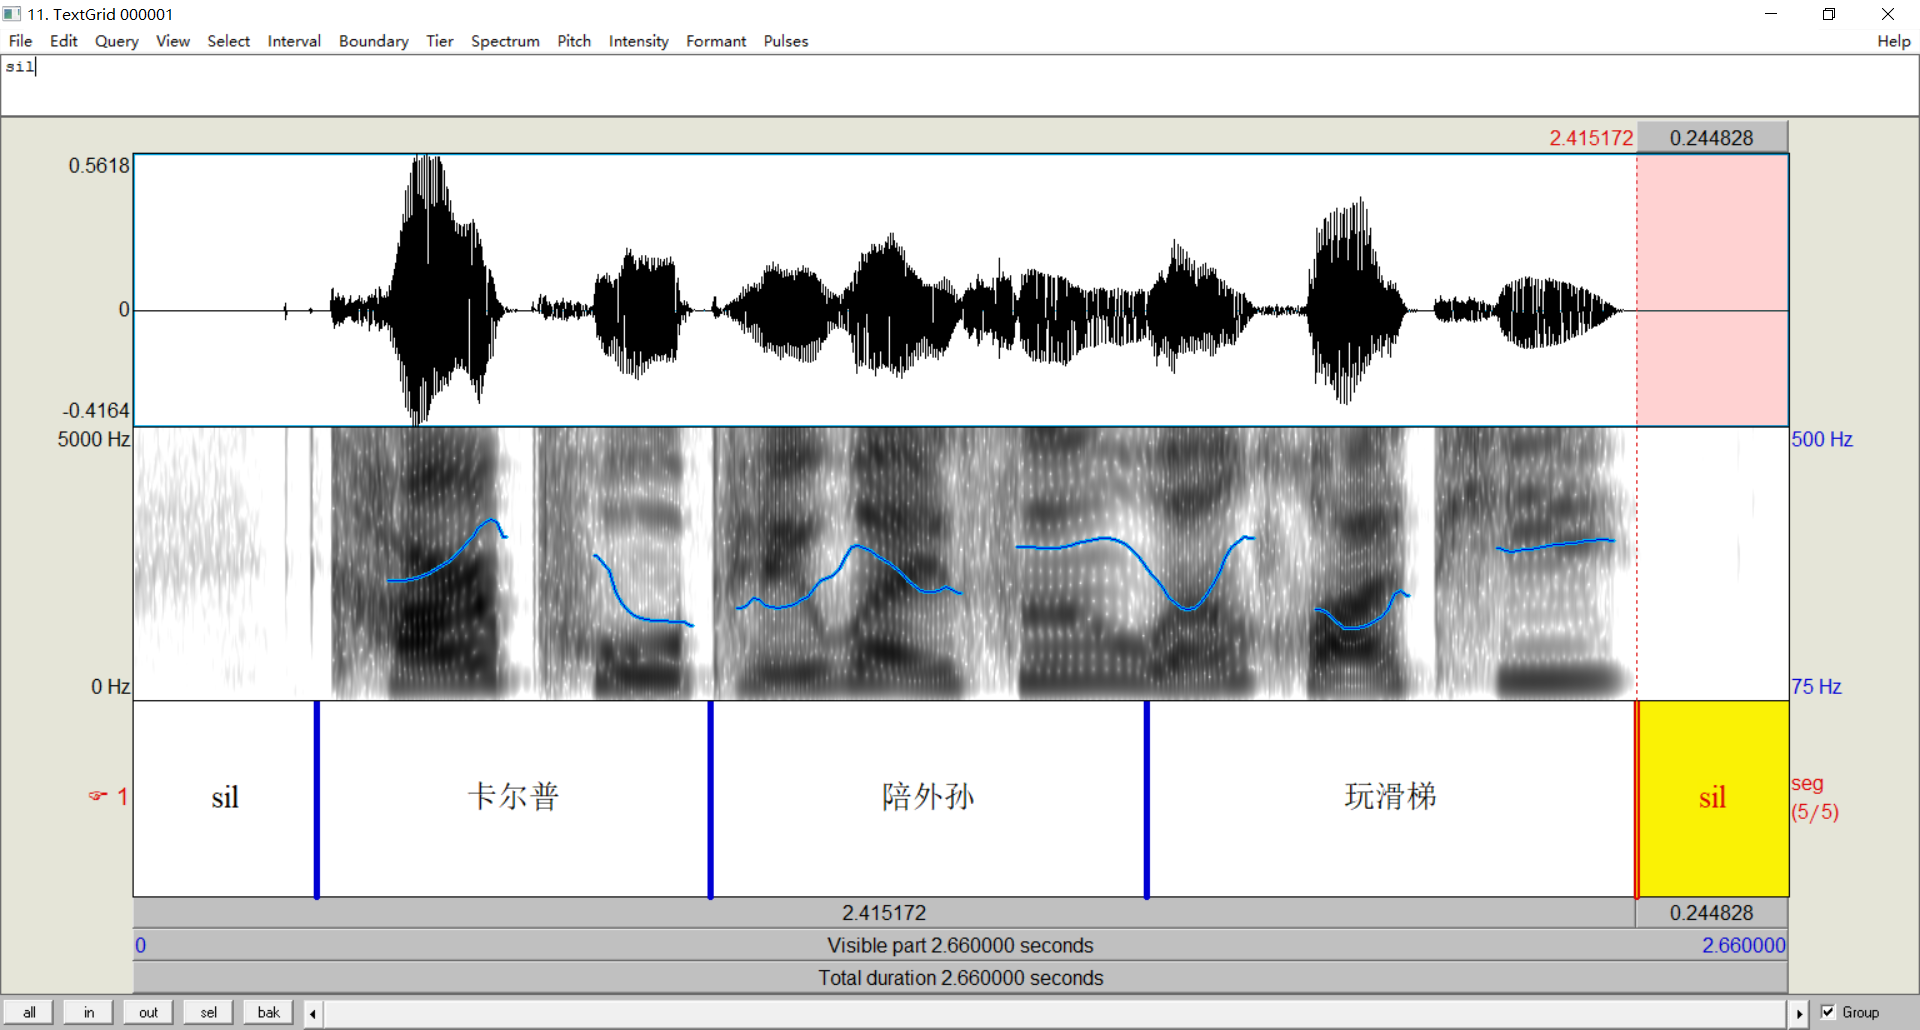 11. TextGrid 000001
File Edit Query View Select Interval Boundary Tier Spectrum Pitch Intensity Formant Pulses Help
sil
2.415172 0.244828
0.5618
0
-0.4164
5000 Hz 500 Hz
0 Hz 75 Hz
☞ 1 sil 卡尔普 陪外孙 玩滑梯 sil seg
(5/5)
2.415172 0.244828
0 Visible part 2.660000 seconds 2.660000
Total duration 2.660000 seconds
all in out sel bak Group